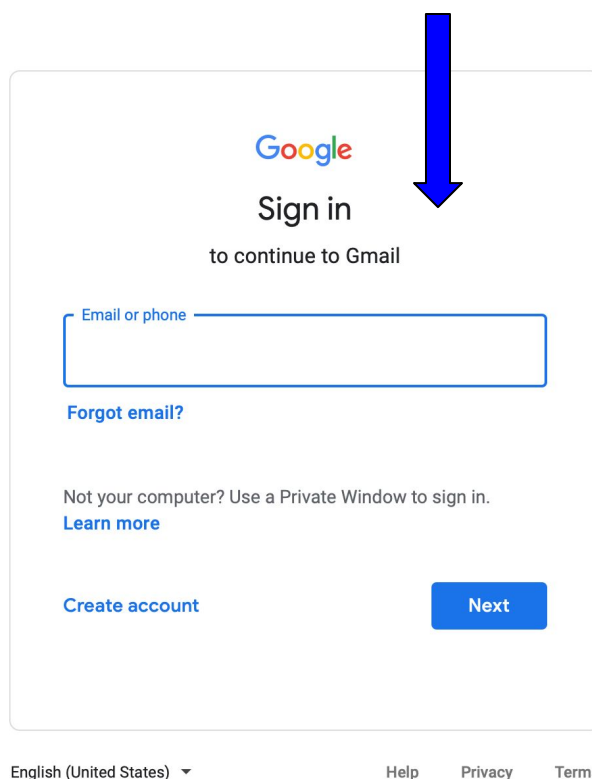 Google
Sign in
to continue to Gmail
Email or phone
Forgot email?
Not your computer? Use a Private Window to sign in.
Learn more
Create account
Next
English (United States)
Help Privacy Term